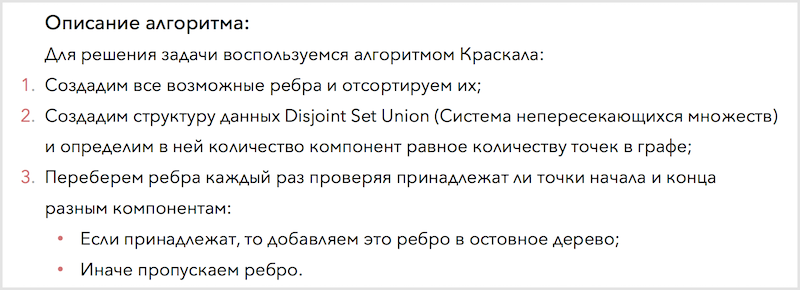 Описание алгоритма:
Для решения задачи воспользуемся алгоритмом Краскала:
1. Создадим все возможные ребра и отсортируем их;
2. Создадим структуру данных Disjoint Set Union (Система непересекающихся множеств)
и определим в ней количество компонент равное количеству точек в графе;
3. Переберем ребра каждый раз проверяя принадлежат ли точки начала и конца
разным компонентам:
• Если принадлежат, то добавляем это ребро в остовное дерево;
• Иначе пропускаем ребро.